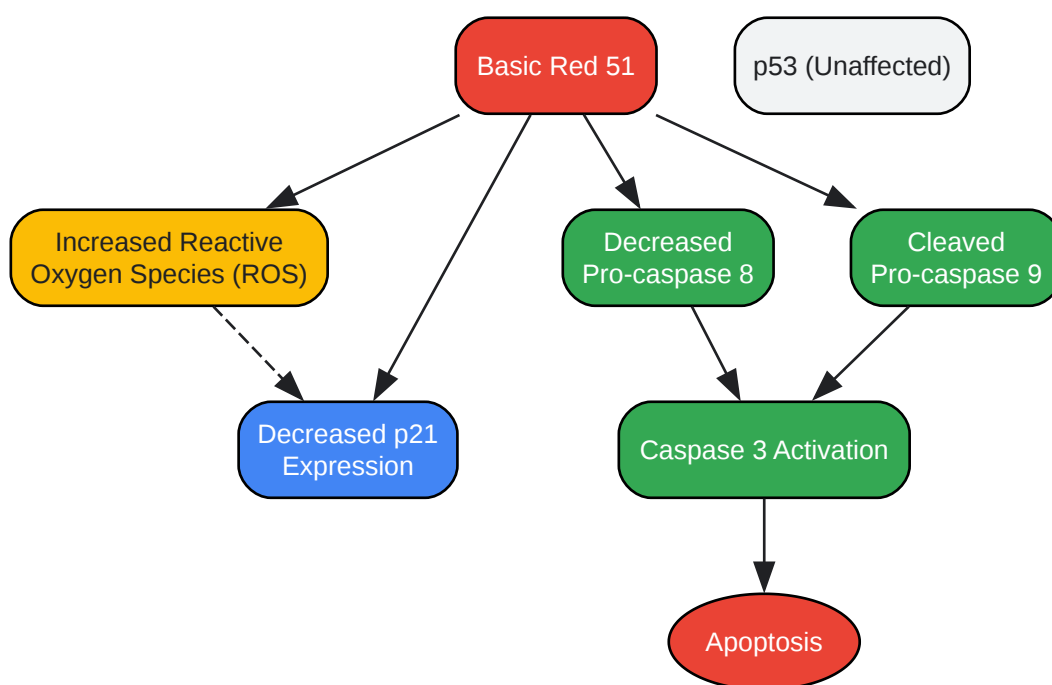 Basic Red 51
p53 (Unaffected)
Increased Reactive
Oxygen Species (ROS)
Decreased
Pro-caspase 8
Cleaved
Pro-caspase 9
Decreased p21
Expression
Caspase 3 Activation
Apoptosis